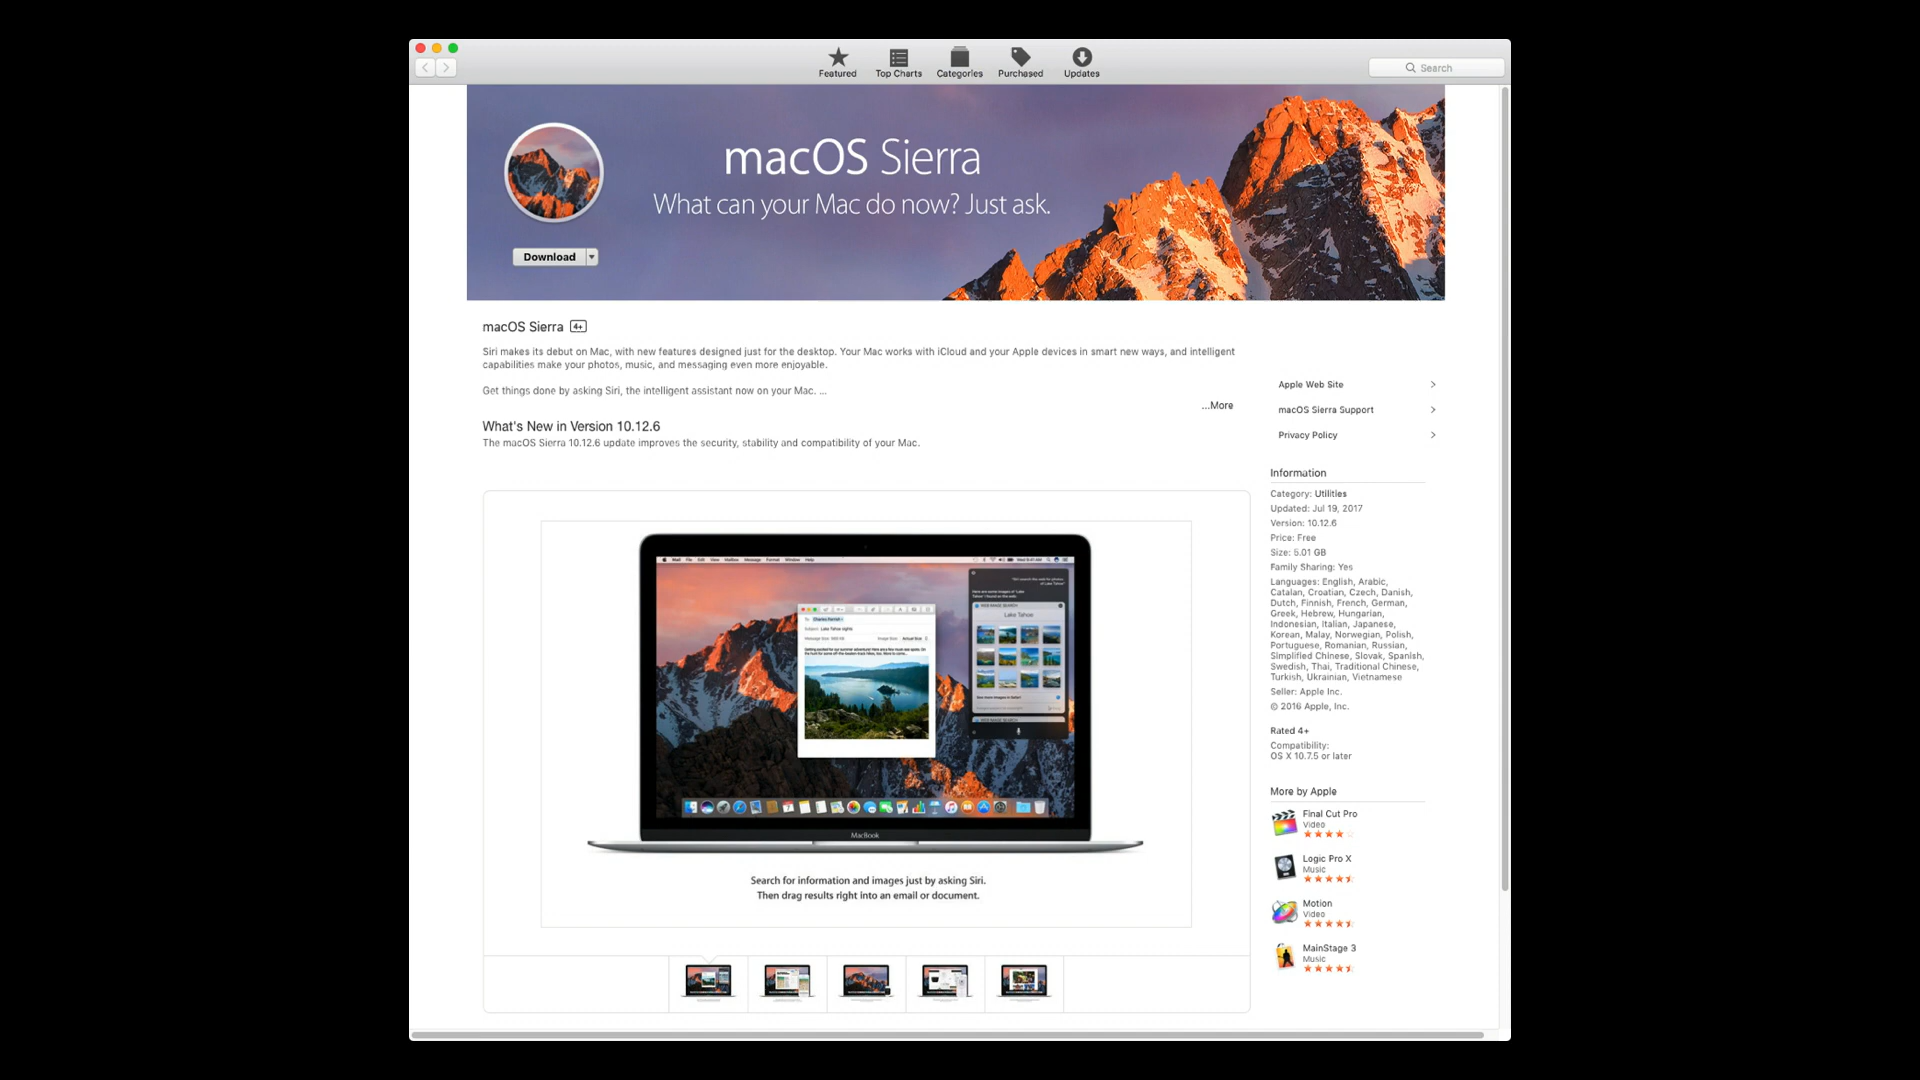 Featured
Top Charts
Categories
Purchased
Updates
Search
macOS Sierra
What can your Mac do now? Just ask.
Download
macOS Sierra 4+
Siri makes its debut on Mac, with new features designed just for the desktop. Your Mac works with iCloud and your Apple devices in smart new ways, and intelligent
capabilities make your photos, music, and messaging even more enjoyable.
Get things done by asking Siri, the intelligent assistant now on your Mac. ...
...More
What's New in Version 10.12.6
The macOS Sierra 10.12.6 update improves the security, stability and compatibility of your Mac.
Lake Tahoe
MacBook
Search for information and images just by asking Siri.
Then drag results right into an email or document.
Apple Web Site
macOS Sierra Support
Privacy Policy
Information
Category: Utilities
Updated: Jul 19, 2017
Version: 10.12.6
Price: Free
Size: 5.01 GB
Family Sharing: Yes
Languages: English, Arabic,
Catalan, Croatian, Czech, Danish,
Dutch, Finnish, French, German,
Greek, Hebrew, Hungarian,
Indonesian, Italian, Japanese,
Korean, Malay, Norwegian, Polish,
Portuguese, Romanian, Russian,
Simplified Chinese, Slovak, Spanish,
Swedish, Thai, Traditional Chinese,
Turkish, Ukrainian, Vietnamese
Seller: Apple Inc.
© 2016 Apple, Inc.
Rated 4+
Compatibility:
OS X 10.7.5 or later
More by Apple
Final Cut Pro
Video
Logic Pro X
Music
Motion
Video
MainStage 3
Music